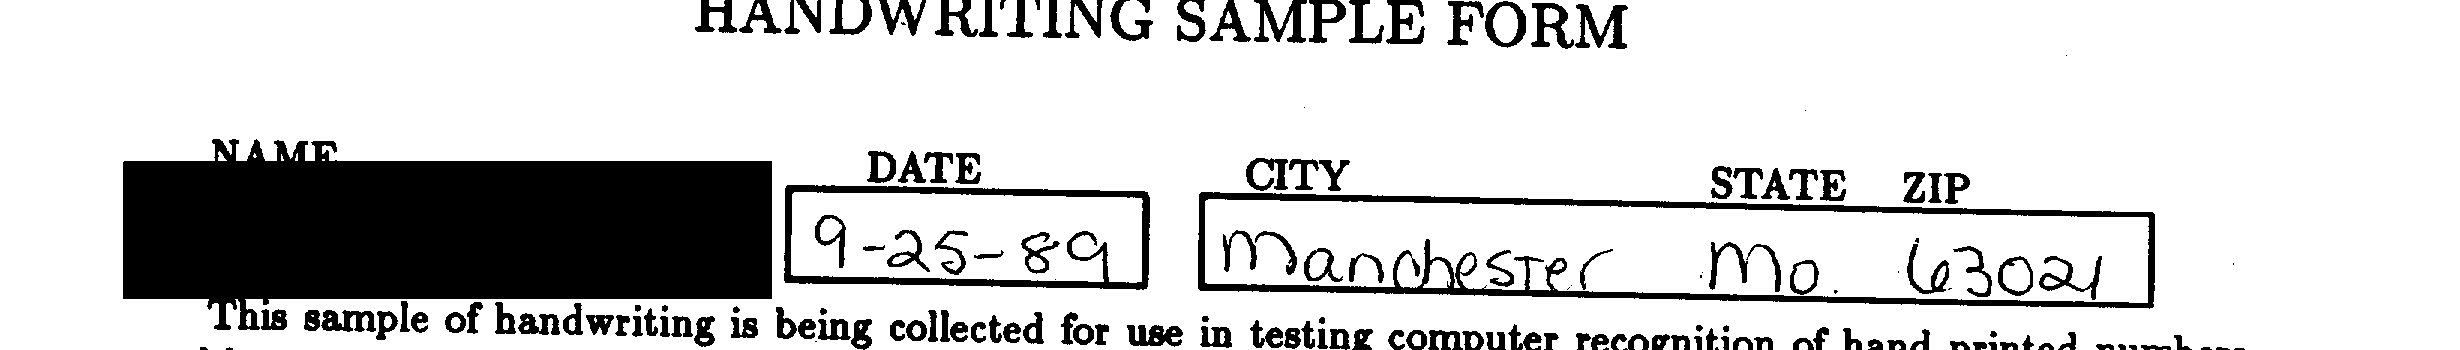 HANDWRITING SAMPLE FORM
NAME DATE CITY STATE ZIP
9-25-89 Manchester Mo. 63021
This sample of handwriting is being collected for use in testing computer recognition of hand printed numbers